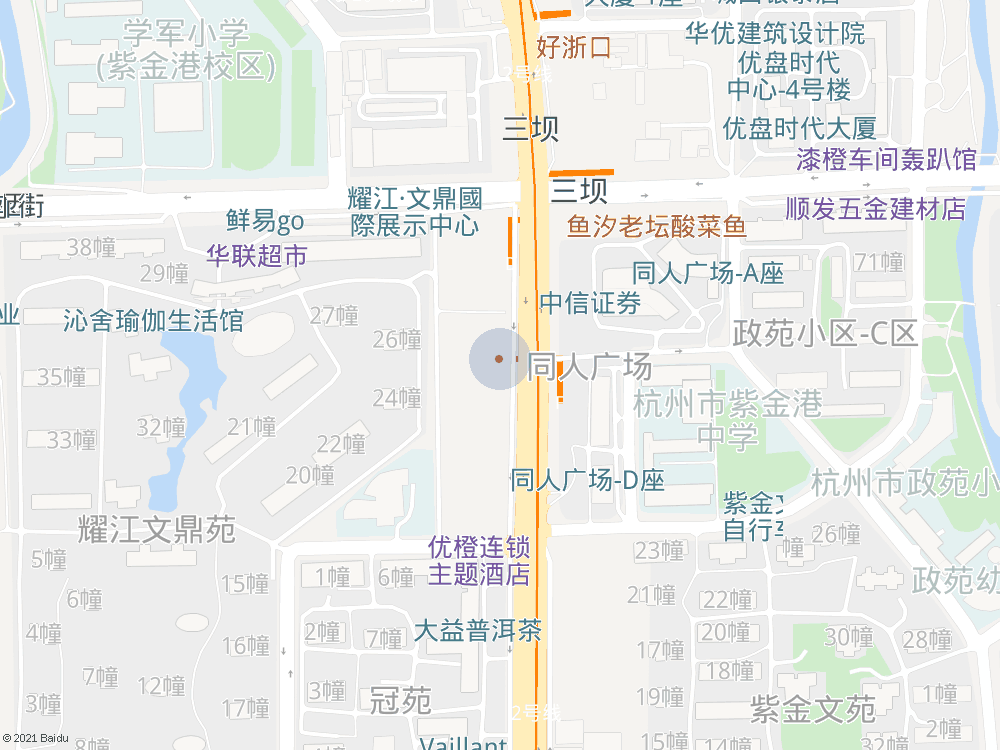 学军小学
(紫金港校区)
好浙口
华优建筑设计院
优盘时代
中心-4号楼
2号线
三坝
优盘时代大厦
漆橙车间轰趴馆
三坝
耀江·文鼎國
際展示中心
鲜易go
顺发五金建材店
鱼汐老坛酸菜鱼
38幢
华联超市
29幢
71幢
同人广场-A座
中信证券
沁舍瑜伽生活馆
27幢
26幢
政苑小区-C区
同人广场
35幢
24幢
杭州市紫金港
中学
32幢
21幢
33幢
22幢
20幢
同人广场-D座
杭州市政苑小
紫金文
自行车
耀江文鼎苑
26幢
优橙连锁
主题酒店
5幢
23幢
1幢
6幢
15幢
政苑幼
6幢
21幢
22幢
4幢
2幢
7幢
大益普洱茶
20幢
30幢
28幢
16幢
17幢
18幢
7幢
12幢
3幢
冠苑
19幢
紫金文苑
1幢
17幢
2号线
2幢
8幢
Vaillant
32幢
© 2021 Baidu